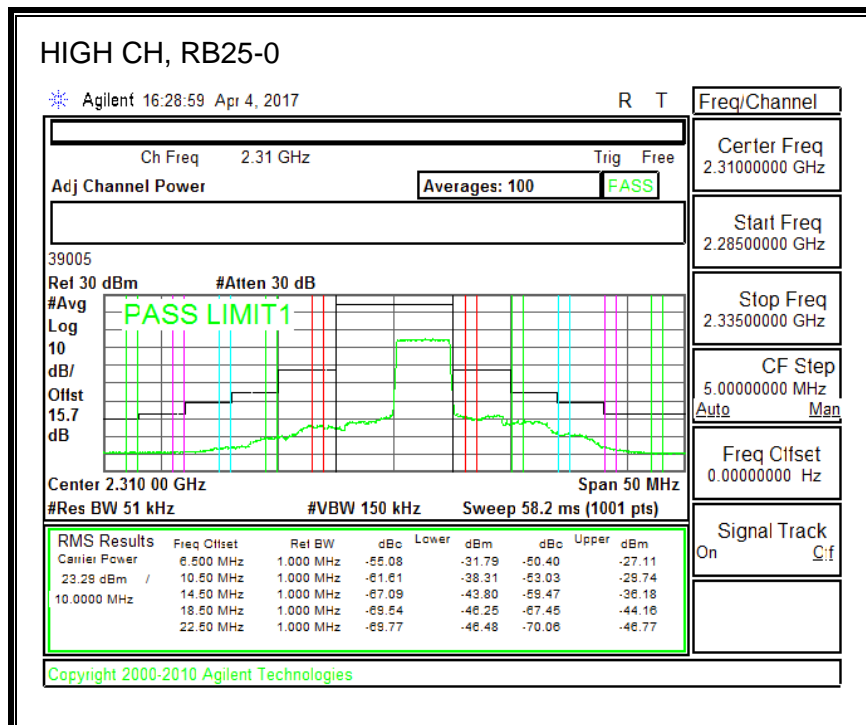 HIGH CH, RB25-0
Agilent 16:28:59 Apr 4, 2017 R T
Ch Freq 2.31 GHz Trig Free
Adj Channel Power Averages: 100 PASS
39005
Ref 30 dBm #Atten 30 dB
#Avg
Log
10
dB/
Offst
15.7
dB
PASS LIMIT1
Center 2.310 00 GHz Span 50 MHz
#Res BW 51 kHz #VBW 150 kHz Sweep 58.2 ms (1001 pts)
RMS Results Freq Offset Ref BW dBc Lower dBm dBc Upper dBm
Carrier Power 6.500 MHz 1.000 MHz -55.08 -31.79 -50.40 -27.11
23.29 dBm / 10.50 MHz 1.000 MHz -61.61 -38.31 -53.03 -29.74
10.0000 MHz 14.50 MHz 1.000 MHz -67.09 -43.80 -59.47 -36.18
18.50 MHz 1.000 MHz -69.54 -46.25 -67.45 -44.16
22.50 MHz 1.000 MHz -69.77 -46.48 -70.06 -46.77
Copyright 2000-2010 Agilent Technologies
Freq/Channel
Center Freq
2.31000000 GHz
Start Freq
2.28500000 GHz
Stop Freq
2.33500000 GHz
CF Step
5.00000000 MHz
Auto Man
Freq Offset
0.00000000 Hz
Signal Track
On Off